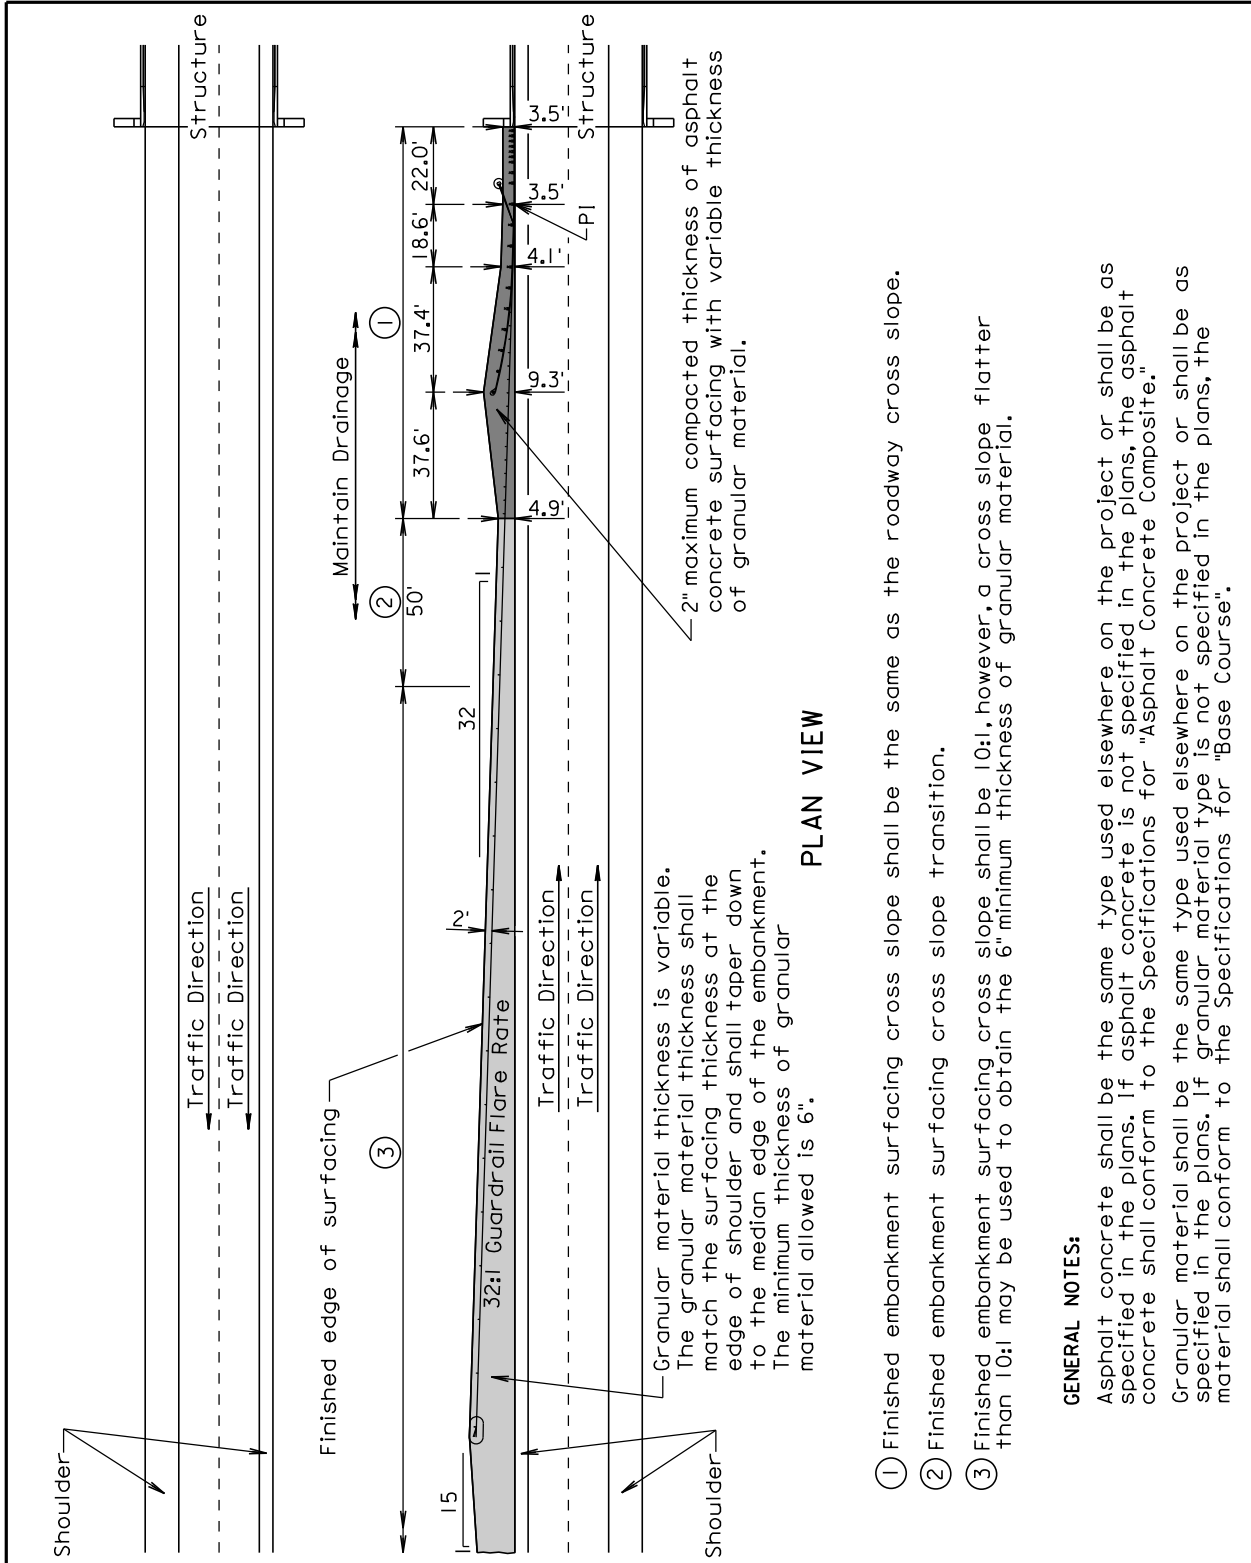 Shoulder
Traffic Direction
Traffic Direction
Structure
Finished edge of surfacing
Maintain Drainage
3
2
1
50'
37.6'
37.4'
18.6'
22.0'
15
1
32
1
2'
32:1 Guardrail Flare Rate
4.9'
9.3'
4.1'
3.5'
3.5'
PI
Traffic Direction
Traffic Direction
Structure
Shoulder
Granular material thickness is variable.
The granular material thickness shall
match the surfacing thickness at the
edge of shoulder and shall taper down
to the median edge of the embankment.
The minimum thickness of granular
material allowed is 6".
2" maximum compacted thickness of asphalt
concrete surfacing with variable thickness
of granular material.
PLAN VIEW
1 Finished embankment surfacing cross slope shall be the same as the roadway cross slope.
2 Finished embankment surfacing cross slope transition.
3 Finished embankment surfacing cross slope shall be 10:1, however, a cross slope flatter
than 10:1 may be used to obtain the 6" minimum thickness of granular material.
GENERAL NOTES:
Asphalt concrete shall be the same type used elsewhere on the project or shall be as
specified in the plans. If asphalt concrete is not specified in the plans, the asphalt
concrete shall conform to the Specifications for "Asphalt Concrete Composite."
Granular material shall be the same type used elsewhere on the project or shall be as
specified in the plans. If granular material type is not specified in the plans, the
material shall conform to the Specifications for "Base Course".